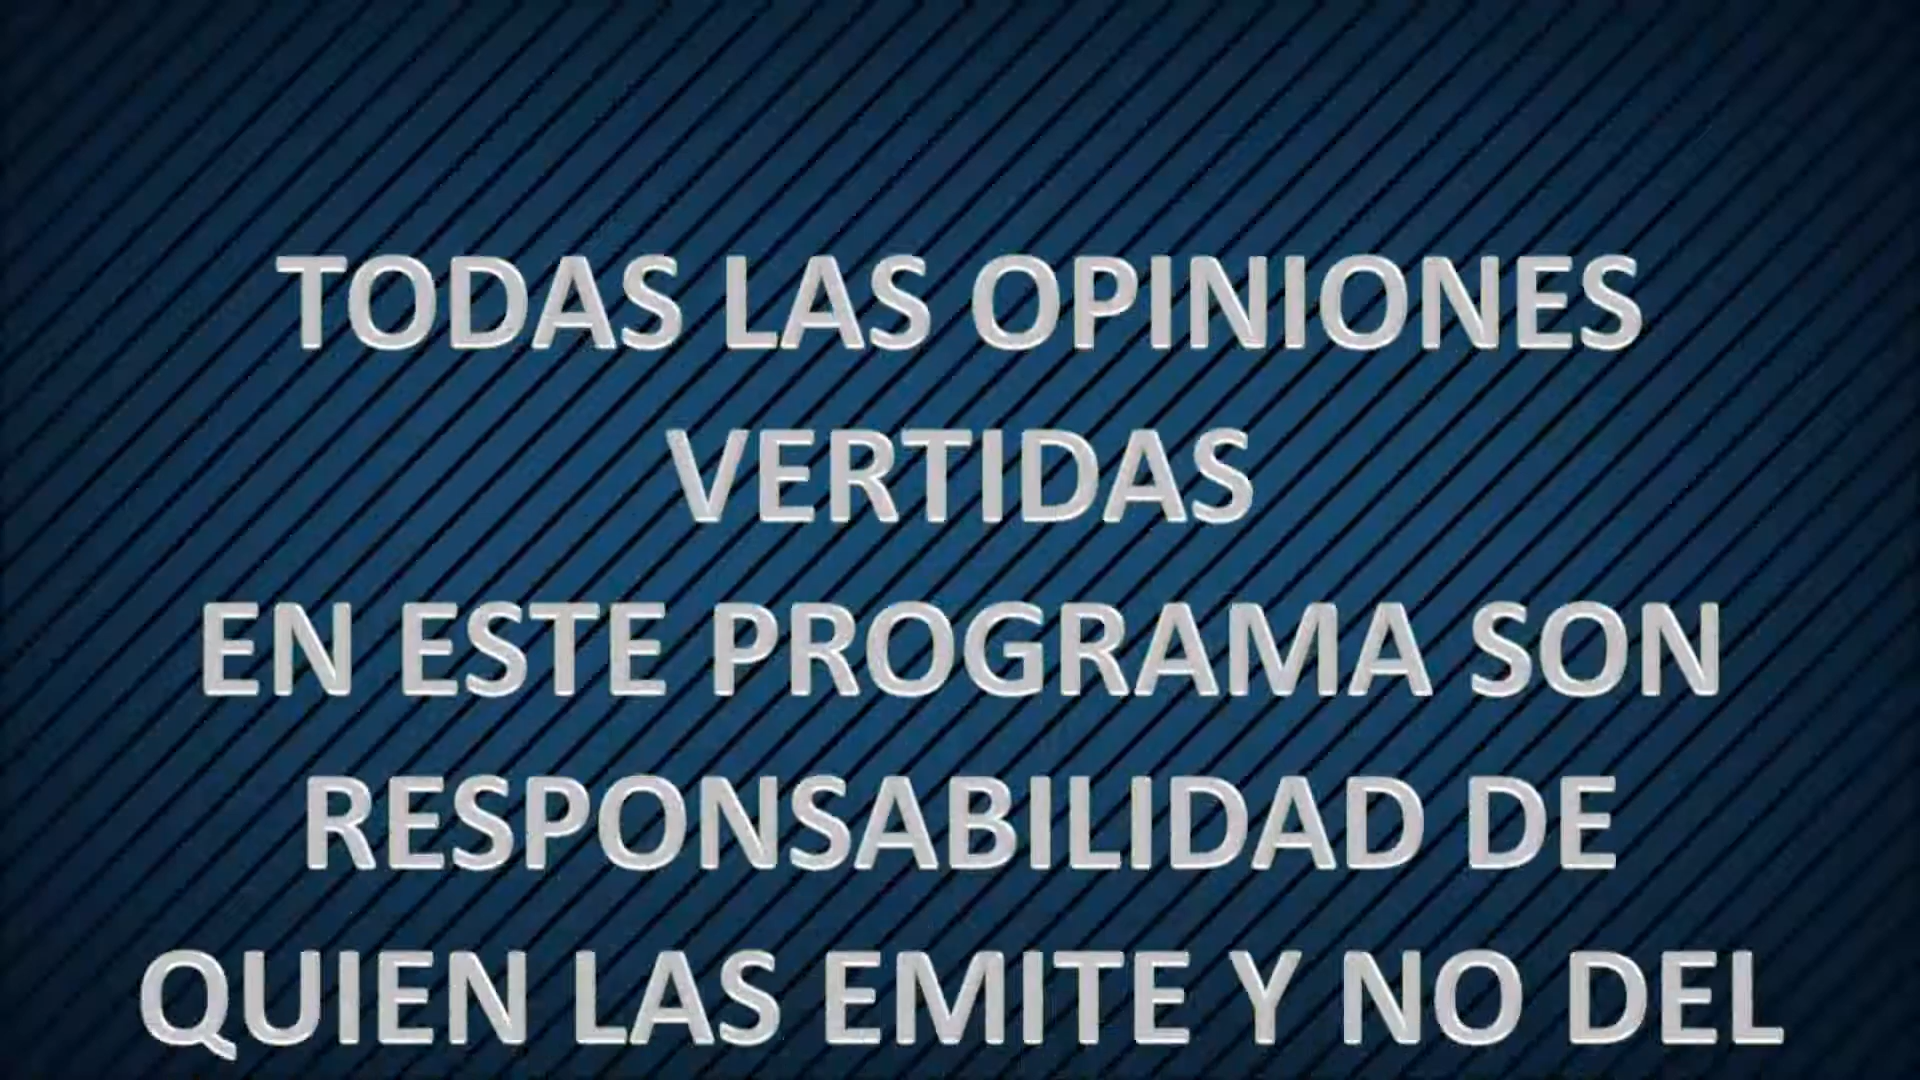 TODAS LAS OPINIONES
VERTIDAS
EN ESTE PROGRAMA SON
RESPONSABILIDAD DE
QUIEN LAS EMITE Y NO DEL